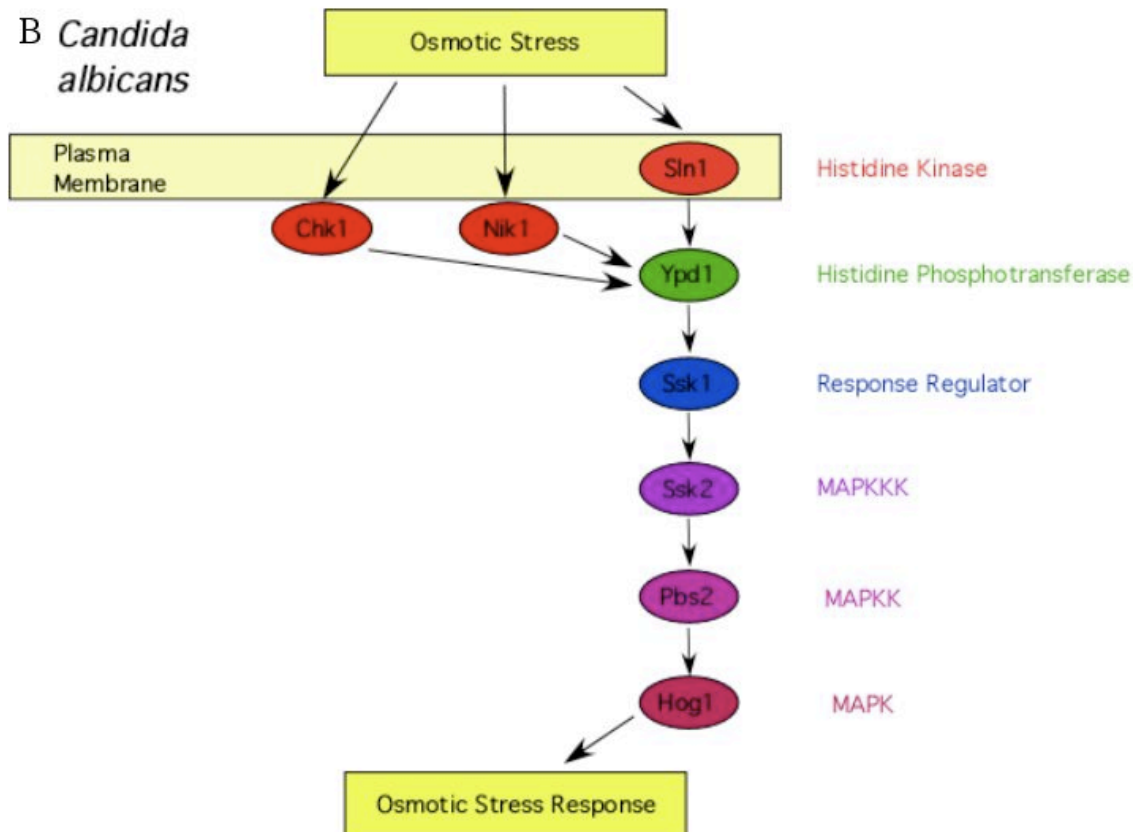 B Candida
albicans
Osmotic Stress
Plasma
Membrane
Sln1
Histidine Kinase
Chk1
Nik1
Ypd1
Histidine Phosphotransferase
Ssk1
Response Regulator
Ssk2
MAPKKK
Pbs2
MAPKK
Hog1
MAPK
Osmotic Stress Response